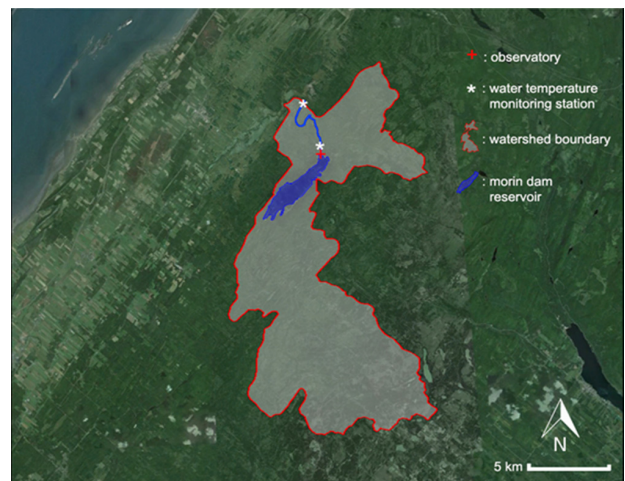 + : observatory
* : water temperature
monitoring station
: watershed boundary
: morin dam
reservoir
N
5 km